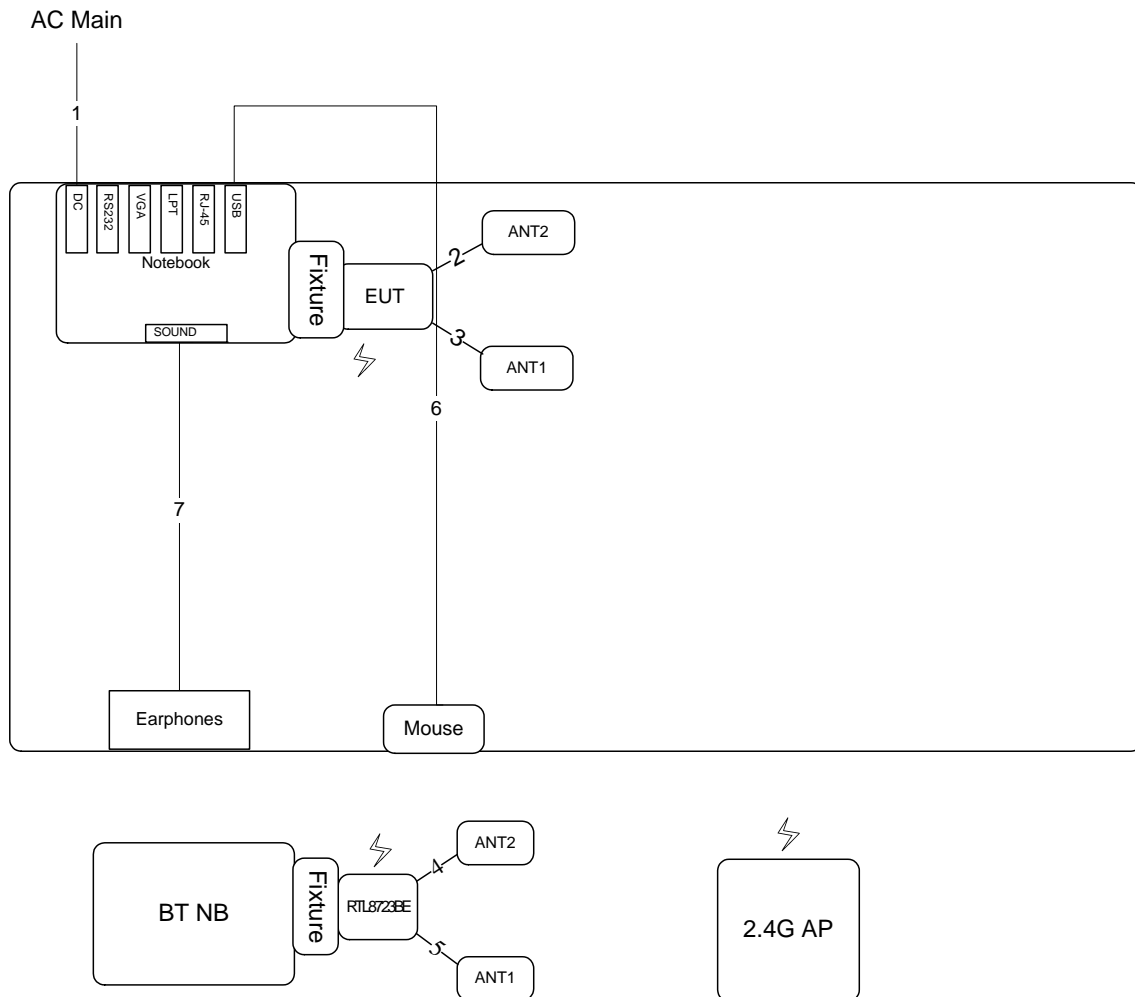 AC Main
1
DC
RS232
VGA
LPT
RJ-45
USB
Notebook
SOUND
Fixture
EUT
2
ANT2
3
ANT1
6
7
Earphones
Mouse
BT NB
Fixture
RTL8723BE
4
ANT2
5
ANT1
2.4G AP